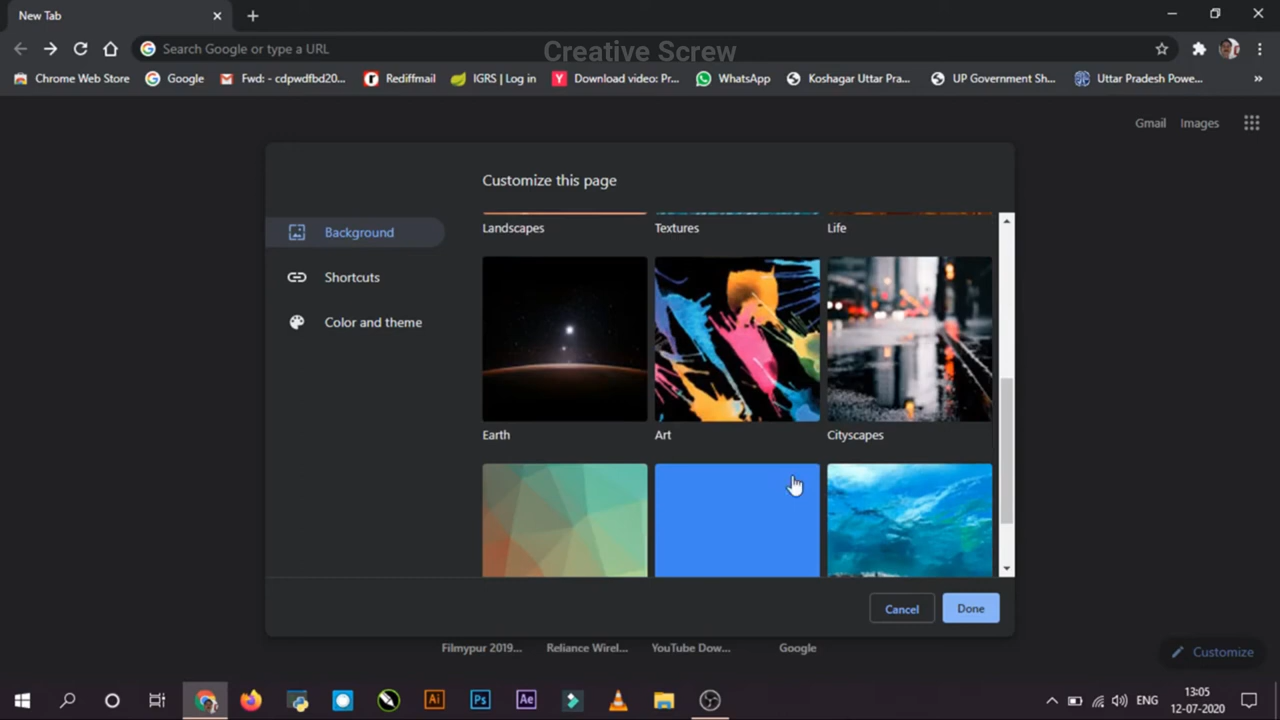 New Tab
Search Google or type a URL
Creative Screw
Chrome Web Store
Google
Fwd: - cdpwdfbd20...
Rediffmail
IGRS | Log in
Download video: Pr...
WhatsApp
Koshagar Uttar Pra...
UP Government Sh...
Uttar Pradesh Powe...
Gmail
Images
Customize this page
Background
Shortcuts
Color and theme
Landscapes
Textures
Life
Earth
Art
Cityscapes
Cancel
Done
Filmypur 2019...
Reliance Wirel...
YouTube Dow...
Google
Customize
Ai
Ps
Ae
ENG
13:05
12-07-2020